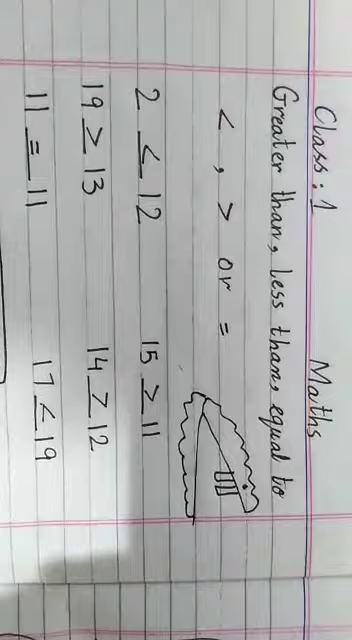 Class: 1 Maths
Greater than, Less than, equal to
<, > or =
2 < 12 15 > 11
19 > 13 14 > 12
11 = 11 17 < 19